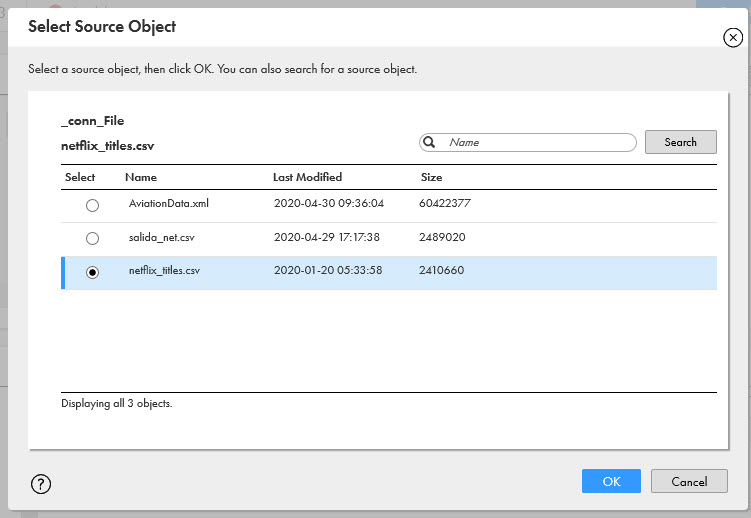 Select Source Object
Select a source object, then click OK. You can also search for a source object.
_conn_File
netflix_titles.csv
Name Search
Select Name Last Modified Size
AviationData.xml 2020-04-30 09:36:04 60422377
salida_net.csv 2020-04-29 17:17:38 2489020
netflix_titles.csv 2020-01-20 05:33:58 2410660
Displaying all 3 objects.
? OK Cancel